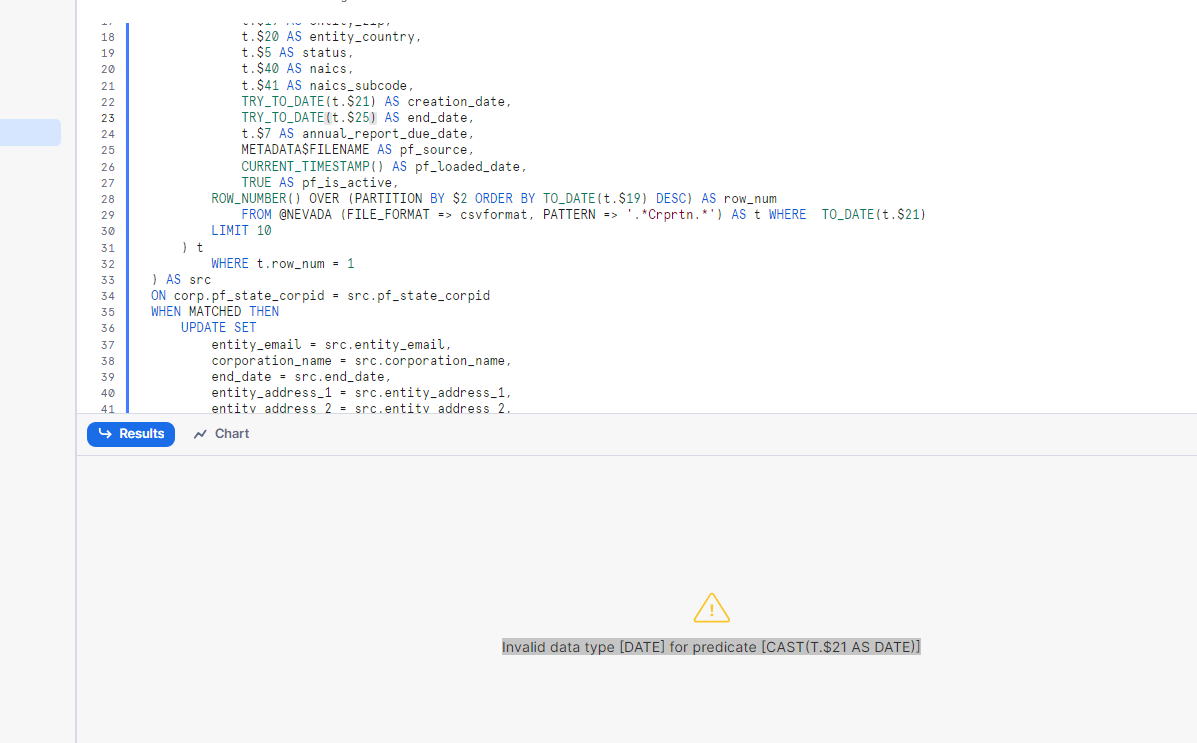 18 t.$20 AS entity_country,
19 t.$5 AS status,
20 t.$40 AS naics,
21 t.$41 AS naics_subcode,
22 TRY_TO_DATE(t.$21) AS creation_date,
23 TRY_TO_DATE(t.$25) AS end_date,
24 t.$7 AS annual_report_due_date,
25 METADATA$FILENAME AS pf_source,
26 CURRENT_TIMESTAMP() AS pf_loaded_date,
27 TRUE AS pf_is_active,
28 ROW_NUMBER() OVER (PARTITION BY $2 ORDER BY TO_DATE(t.$19) DESC) AS row_num
29 FROM @NEVADA (FILE_FORMAT => csvformat, PATTERN => '.*Crprtn.*') AS t WHERE  TO_DATE(t.$21)
30 LIMIT 10
31 ) t
32 WHERE t.row_num = 1
33 ) AS src
34 ON corp.pf_state_corpid = src.pf_state_corpid
35 WHEN MATCHED THEN
36 UPDATE SET
37 entity_email = src.entity_email,
38 corporation_name = src.corporation_name,
39 end_date = src.end_date,
40 entity_address_1 = src.entity_address_1,
41 entity_address_2 = src.entity_address_2,
Results Chart
Invalid data type [DATE] for predicate [CAST(T.$21 AS DATE)]